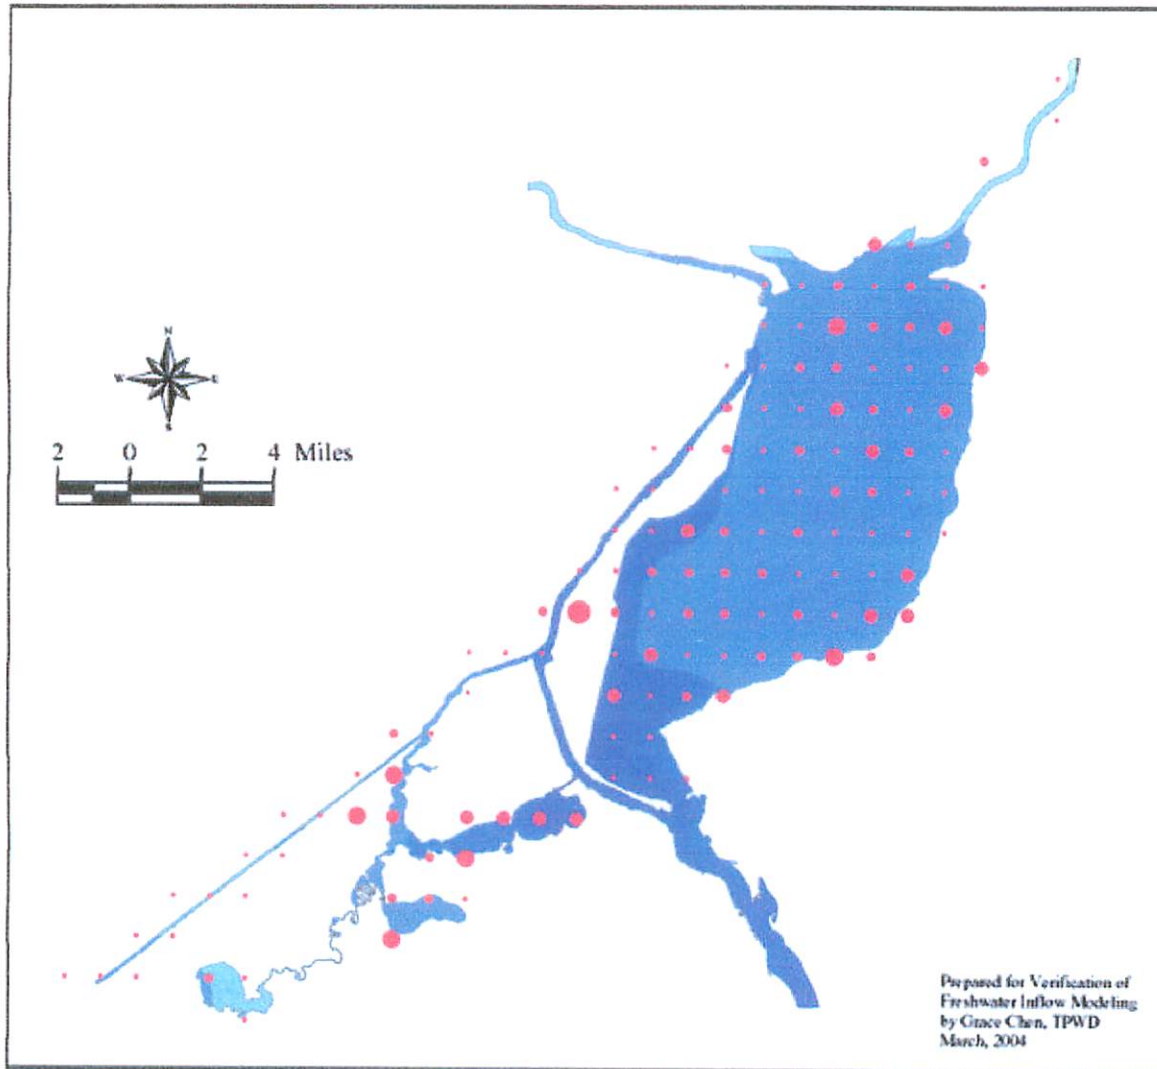 N
W E
S
2 0 2 4 Miles
Prepared for Verification of
Freshwater Inflow Modeling
by Grace Chen, TPWD
March, 2004